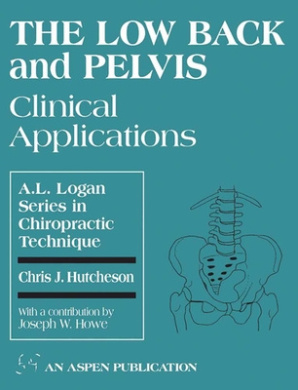 THE LOW BACK
and PELVIS
Clinical
Applications
A.L. Logan
Series in
Chiropractic
Technique
Chris J. Hutcheson
With a contribution by
Joseph W. Howe
AN ASPEN PUBLICATION